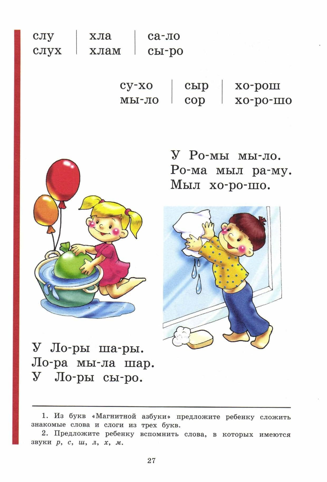 слу | хла | са-ло
слух | хлам | сы-ро
су-хо | сыр | хо-рош
мы-ло | сор | хо-ро-шо
У Ро-мы мы-ло.
Ро-ма мыл ра-му.
Мыл хо-ро-шо.
У Ло-ры ша-ры.
Ло-ра мы-ла шар.
У Ло-ры сы-ро.
1. Из букв «Магнитной азбуки» предложите ребенку сложить
знакомые слова и слоги из трех букв.
2. Предложите ребенку вспомнить слова, в которых имеются
звуки р, с, ш, л, х, м.
27